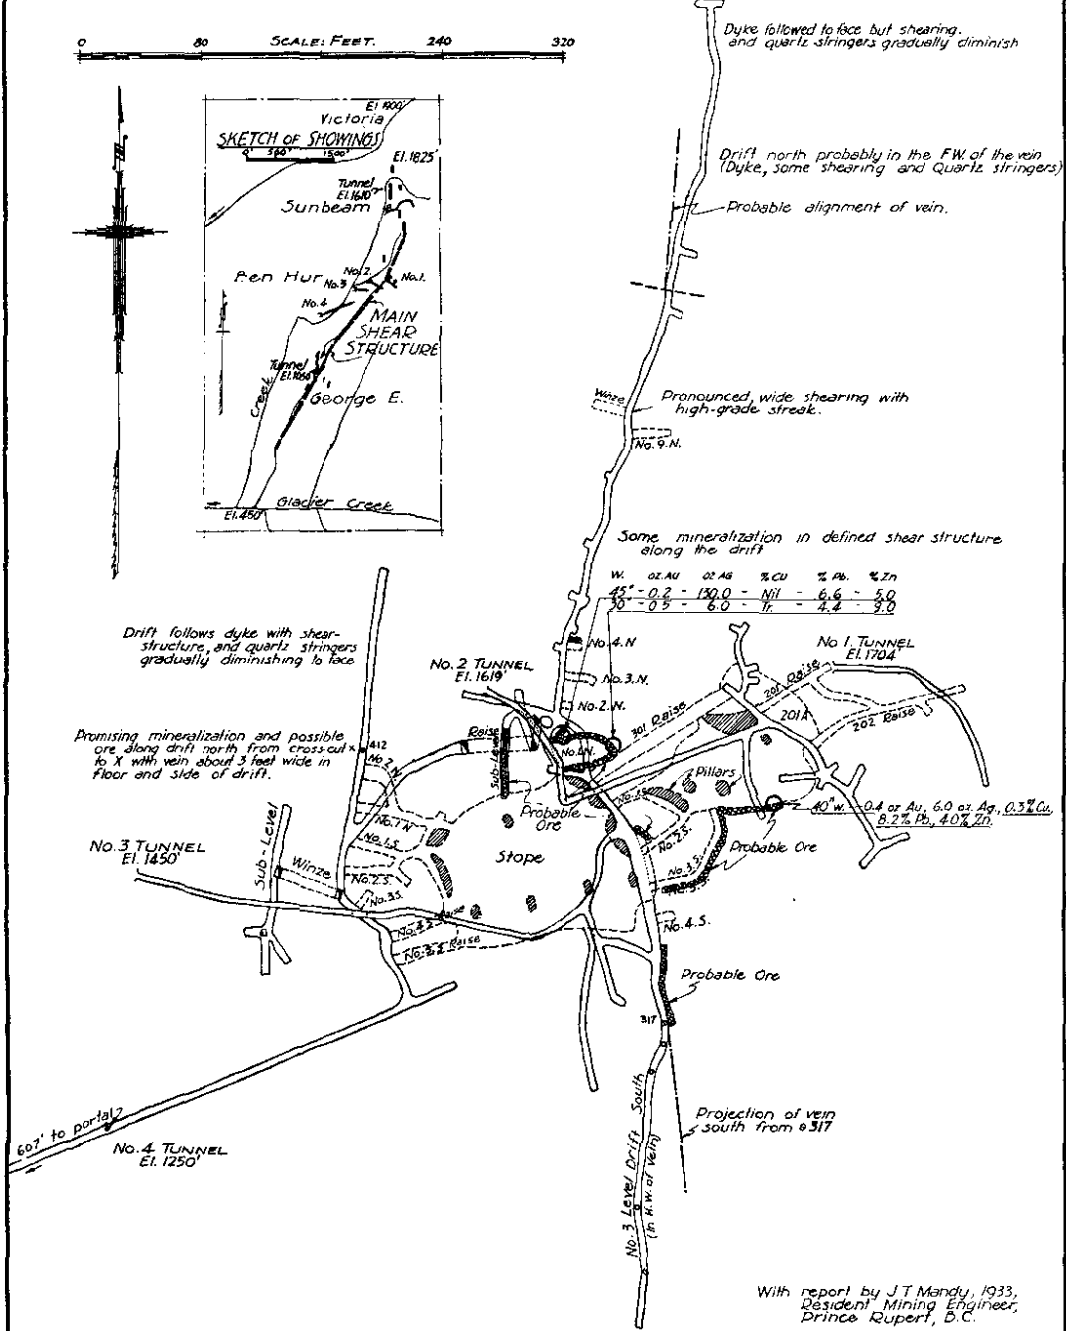 0 80 SCALE: FEET. 240 320
Dyke followed to face but shearing.
and quartz stringers gradually diminish
El. 1900'
Victoria
SKETCH OF SHOWINGS
0' 500' 1500'
El. 1825'
Tunnel
El. 1610'
Sunbeam
Ben Hur
No. 2.
No. 3
No. 1.
No. 4
MAIN
SHEAR
STRUCTURE
Tunnel
George E.
Creek
Glacier Creek
El. 450'
Drift north probably in the F.W. of the vein
(Dyke, some shearing and Quartz stringers)
Probable alignment of vein.
Winze
Pronounced, wide shearing with
high-grade streak.
No. 9. N.
Some mineralization in defined shear structure
along the drift
W. oz. Au oz Ag % Cu % Pb. % Zn
45" - 0.2 - 130.0 - Nil - 6.6 - 5.0
30" - 0.5 - 6.0 - Tr. - 4.4 - 9.0
Drift follows dyke with shear-
structure, and quartz stringers
gradually diminishing to face
No. 4. N
No. 3. N.
No. 2. N.
No. 1. N.
No. 2 TUNNEL
El. 1619'
No 1. TUNNEL
El. 1704'
301 Raise
201 Raise
201A
202 Raise
Promising mineralization and possible
ore along drift north from cross-cut
to X with vein about 3 feet wide in
floor and side of drift.
x 412
Raise
Sub-Level
No. 2. N
No. 1. N
No. 1. S.
No. 2. S.
No. 3. S.
Probable
Ore
Stope
Pillars
No. 1. S.
No. 2. S.
No. 3. S.
No. 4. S.
40" w. - 0.4 oz Au, 6.0 oz. Ag., 0.3% Cu,
8.2% Pb, 4.0% Zn.
Probable Ore
No. 3 TUNNEL
El. 1450'
Sub-Level
Winze
Raise
Raise
Probable Ore
317
607' to portal
No. 4 TUNNEL
El. 1250'
Projection of vein
south from 317
No. 3 Level Drift South
(In H.W. of Vein)
With report by J T Mandy, 1933,
Resident Mining Engineer,
Prince Rupert, B.C.